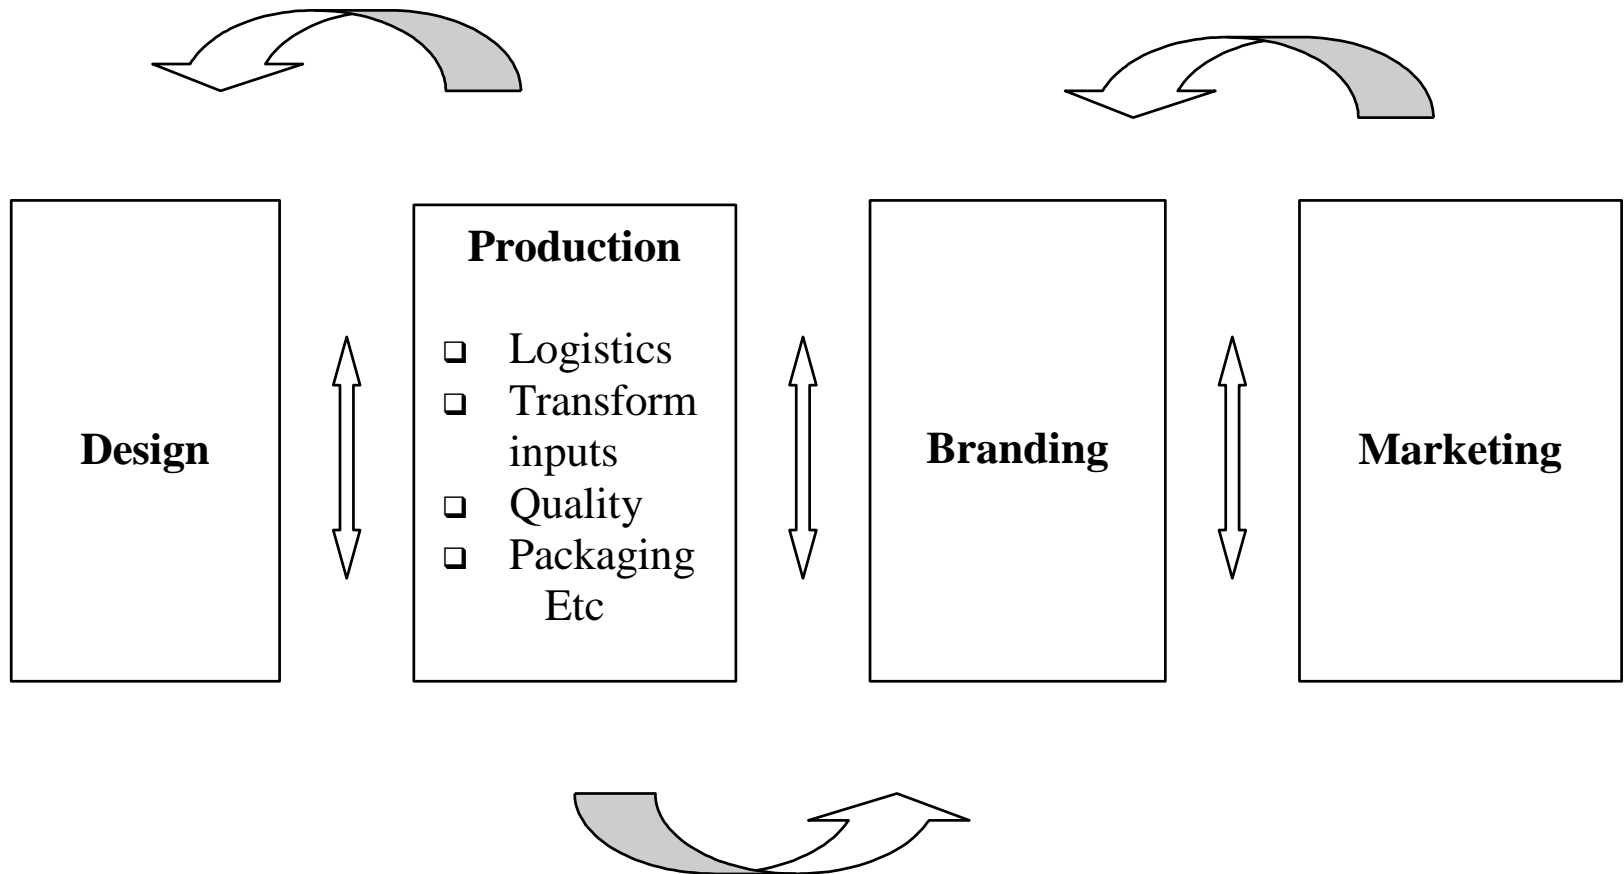 Design
Production
❑ Logistics
❑ Transform
inputs
❑ Quality
❑ Packaging
Etc
Branding
Marketing